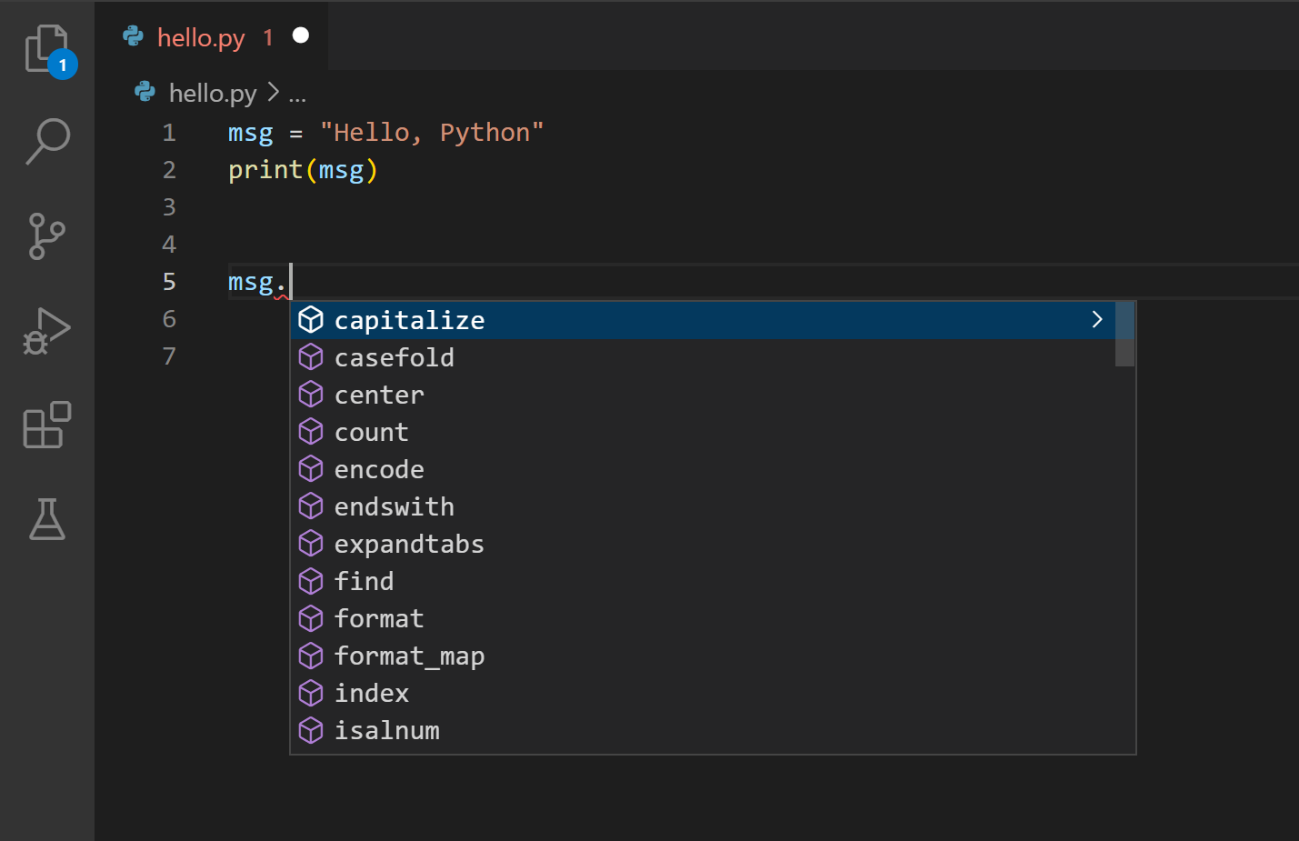 hello.py 1
1
hello.py > ...
1 msg = "Hello, Python"
2 print(msg)
3
4
5 msg.
6
7
capitalize
casefold
center
count
encode
endswith
expandtabs
find
format
format_map
index
isalnum